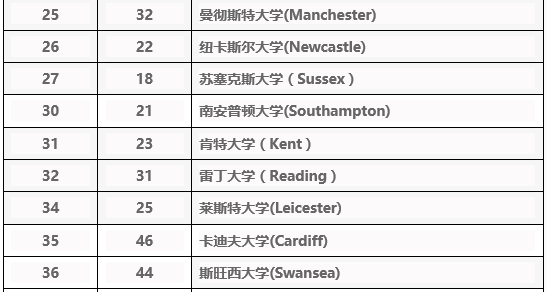 25 32 曼彻斯特大学(Manchester)
26 22 纽卡斯尔大学(Newcastle)
27 18 苏塞克斯大学（Sussex）
30 21 南安普顿大学(Southampton)
31 23 肯特大学（Kent）
32 31 雷丁大学（Reading）
34 25 莱斯特大学(Leicester)
35 46 卡迪夫大学(Cardiff)
36 44 斯旺西大学(Swansea)